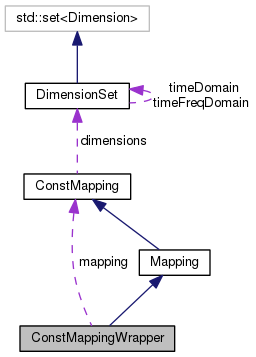 std::set<Dimension>
DimensionSet
timeDomain
timeFreqDomain
dimensions
ConstMapping
mapping
Mapping
ConstMappingWrapper